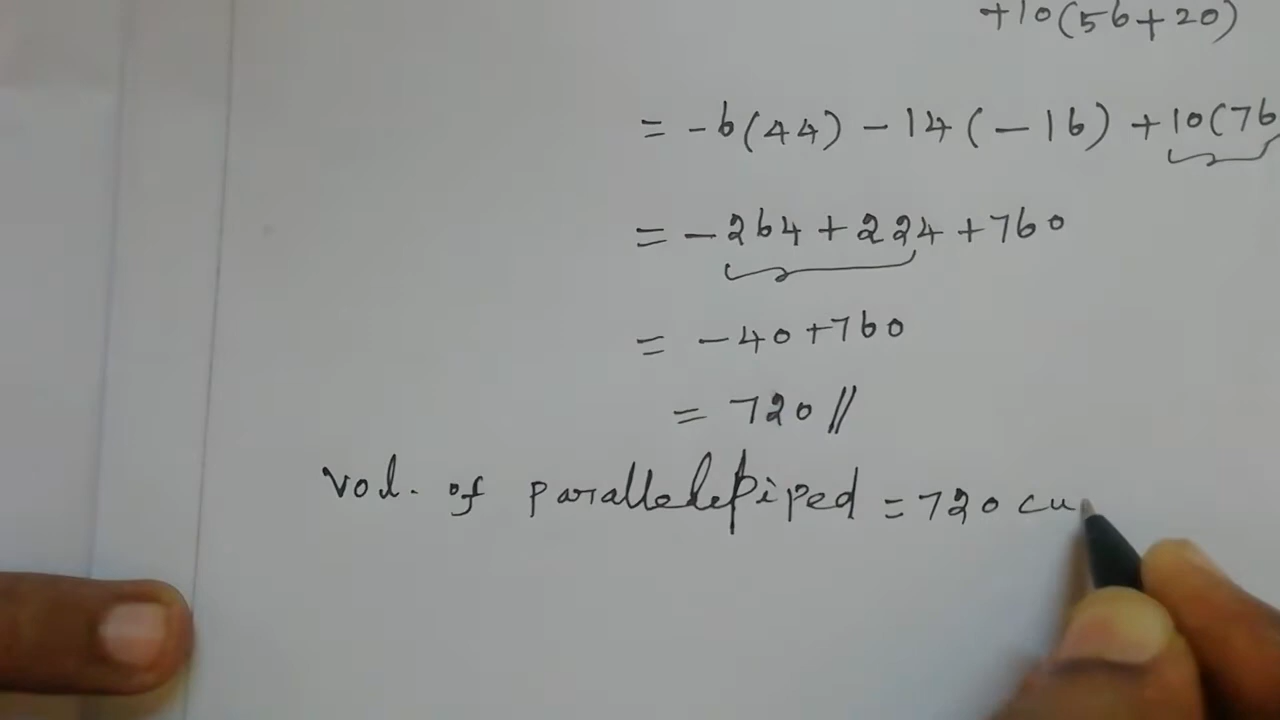 +10(56+20)
= -6(44) - 14(-16) + 10(76
= -264 + 224 + 760
= -40 + 760
= 720 //
Vol. of parallelepiped = 720 cu